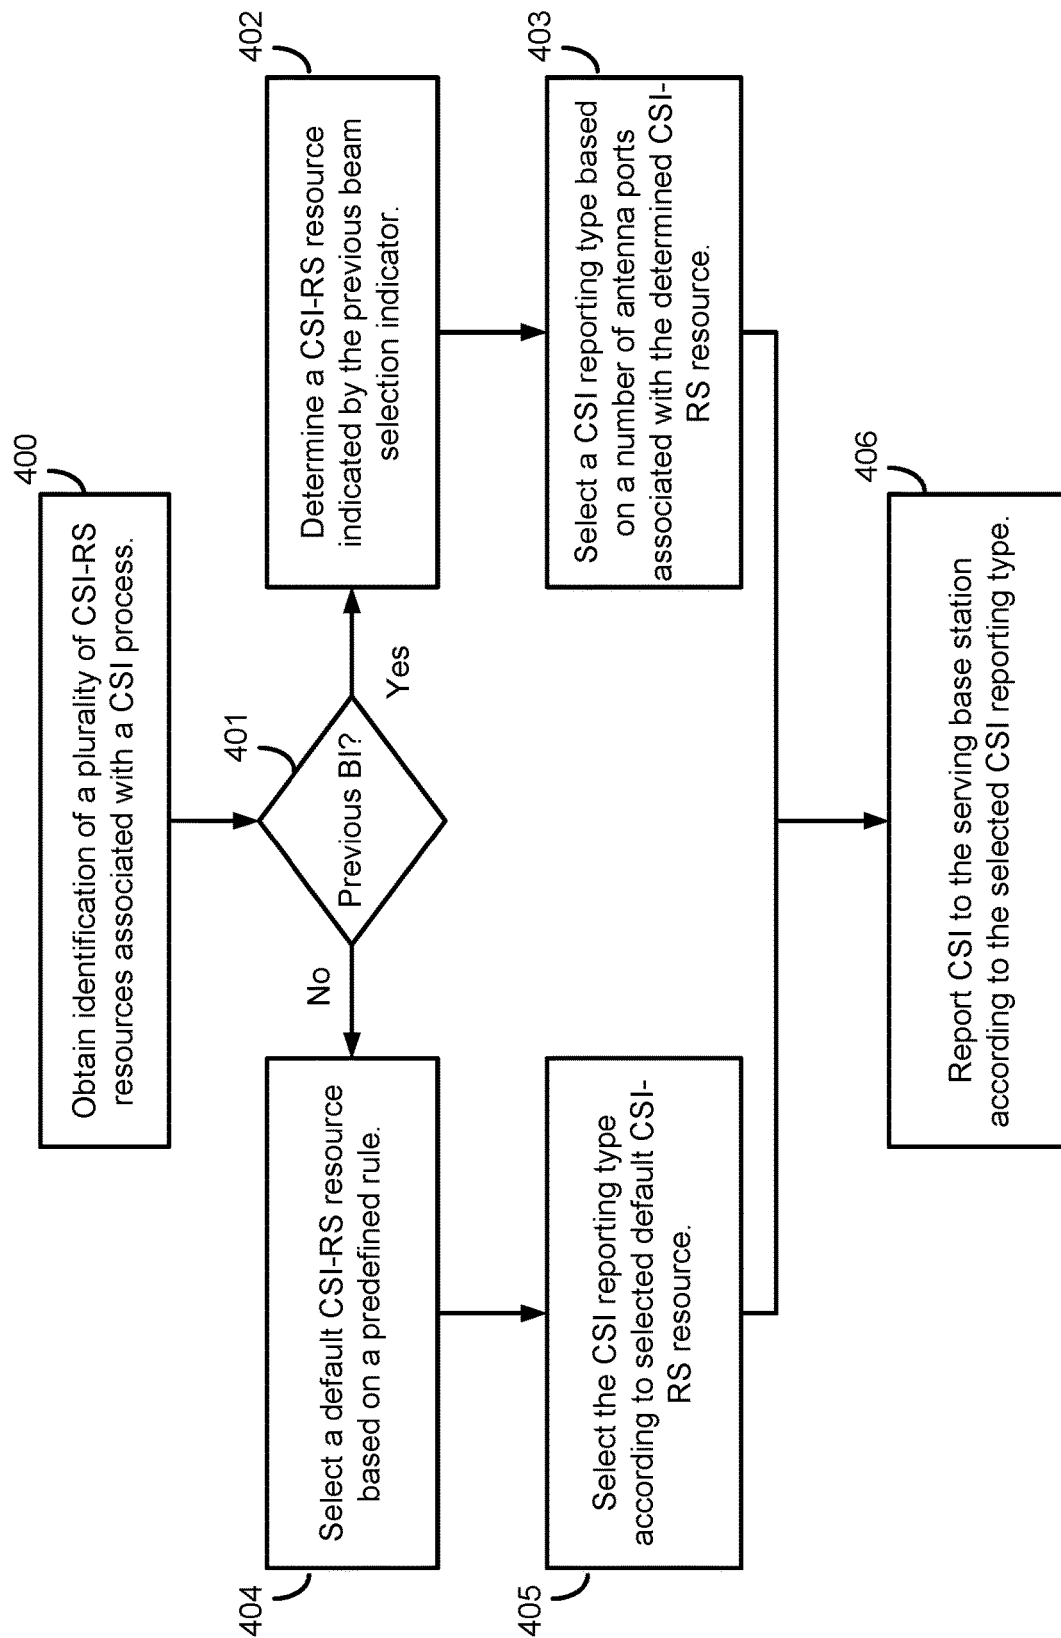 400
Obtain identification of a plurality of CSI-RS
resources associated with a CSI process.
401
Previous BI?
No
Yes
404
Select a default CSI-RS resource
based on a predefined rule.
402
Determine a CSI-RS resource
indicated by the previous beam
selection indicator.
405
Select the CSI reporting type
according to selected default CSI-
RS resource.
403
Select a CSI reporting type based
on a number of antenna ports
associated with the determined CSI-
RS resource.
406
Report CSI to the serving base station
according to the selected CSI reporting type.